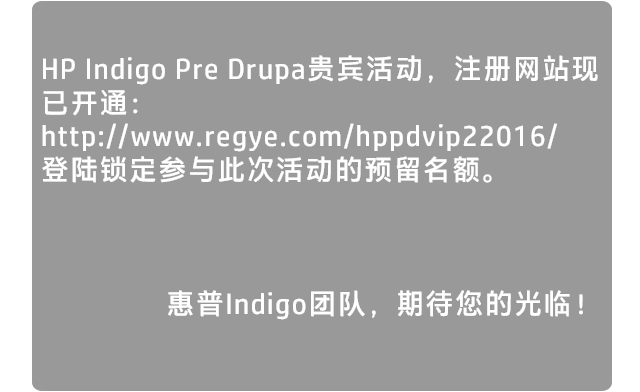 HP Indigo Pre Drupa贵宾活动，注册网站现
已开通：
http://www.regye.com/hppdvip22016/
登陆锁定参与此次活动的预留名额。
惠普Indigo团队，期待您的光临！